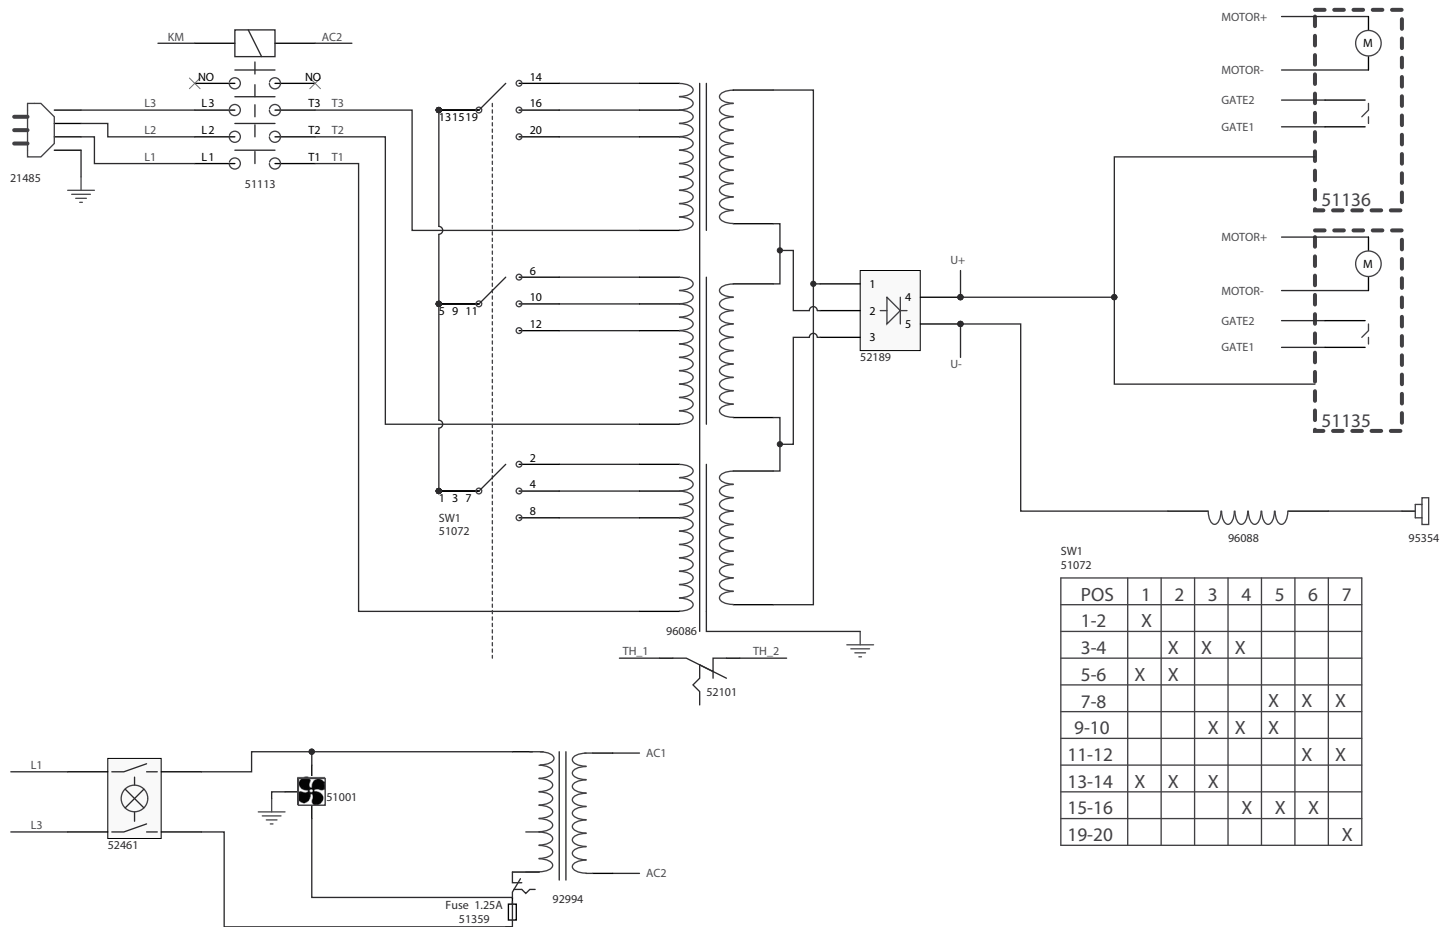 KM AC2
NO NO
L3 L3 T3 T3
L2 L2 T2 T2
L1 L1 T1 T1
21485
51113
14
131519 16
20
6
5 9 11 10
12
2
1 3 7 4
8
SW1
51072
96086
TH_1 TH_2
52101
1
2
3
4
5
52189
U+
U-
MOTOR+
M
MOTOR-
GATE2
GATE1
51136
MOTOR+
M
MOTOR-
GATE2
GATE1
51135
96088
95354
SW1
51072
POS 1 2 3 4 5 6 7
1-2 X
3-4 X X X
5-6 X X
7-8 X X X
9-10 X X X
11-12 X X
13-14 X X X
15-16 X X X
19-20 X
L1
L3
52461
51001
AC1
AC2
92994
Fuse 1.25A
51359